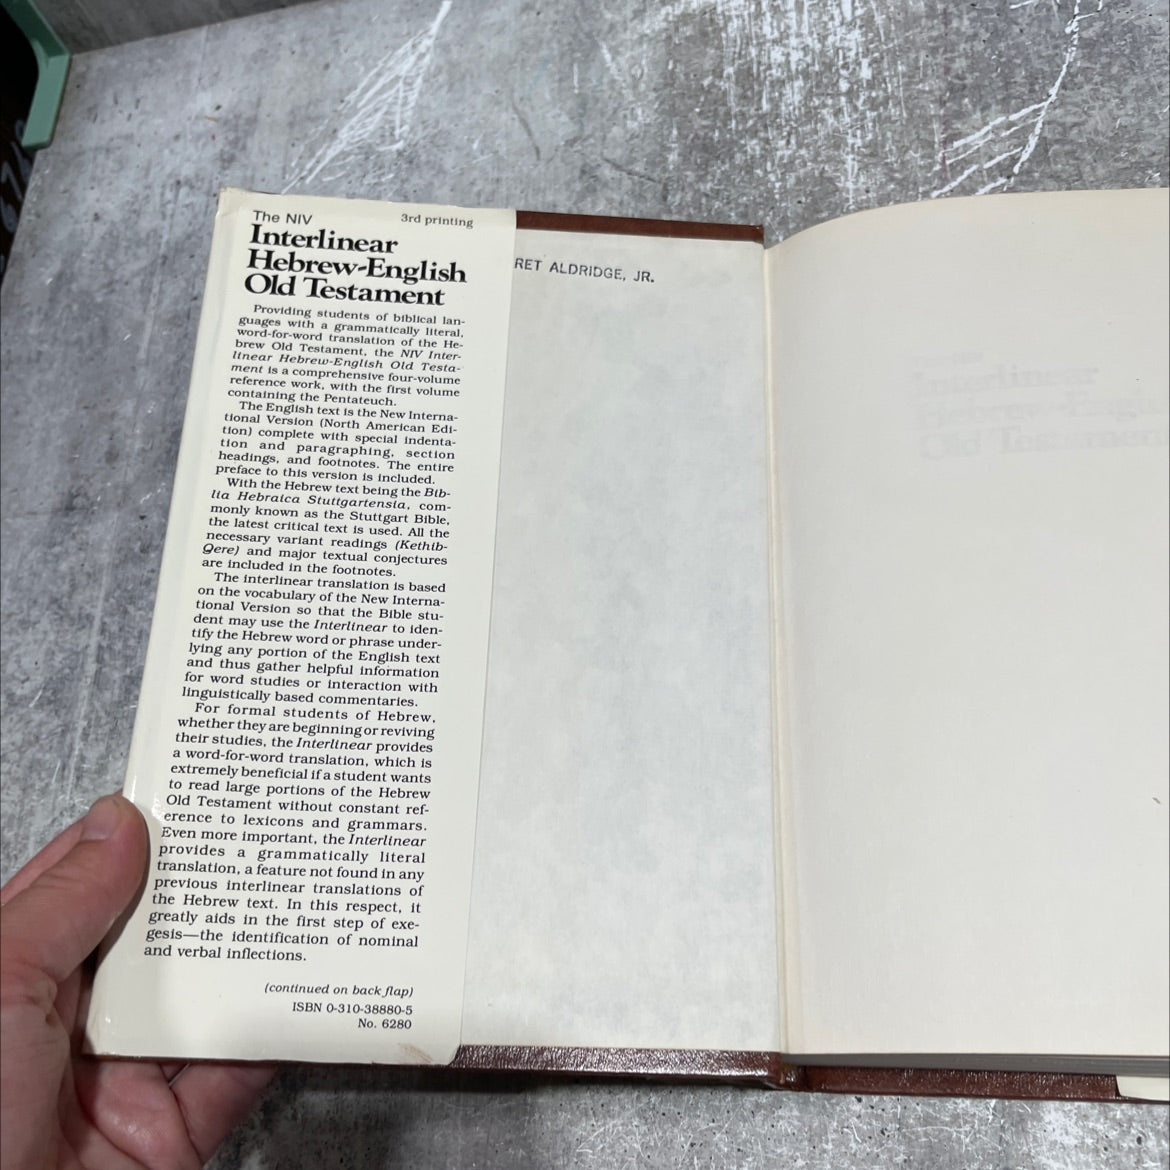 The NIV 3rd printing
Interlinear
Hebrew-English
Old Testament
Providing students of biblical lan-
guages with a grammatically literal,
word-for-word translation of the He-
brew Old Testament, the NIV Inter-
linear Hebrew-English Old Testa-
ment is a comprehensive four-volume
reference work, with the first volume
containing the Pentateuch.
The English text is the New Interna-
tional Version (North American Edi-
tion) complete with special indenta-
tion and paragraphing, section
headings, and footnotes. The entire
preface to this version is included.
With the Hebrew text being the Bib-
lia Hebraica Stuttgartensia, com-
monly known as the Stuttgart Bible,
the latest critical text is used. All the
necessary variant readings (Kethib-
Qere) and major textual conjectures
are included in the footnotes.
The interlinear translation is based
on the vocabulary of the New Interna-
tional Version so that the Bible stu-
dent may use the Interlinear to iden-
tify the Hebrew word or phrase under-
lying any portion of the English text
and thus gather helpful information
for word studies or interaction with
linguistically based commentaries.
For formal students of Hebrew,
whether they are beginning or reviving
their studies, the Interlinear provides
a word-for-word translation, which is
extremely beneficial if a student wants
to read large portions of the Hebrew
Old Testament without constant ref-
erence to lexicons and grammars.
Even more important, the Interlinear
provides a grammatically literal
translation, a feature not found in any
previous interlinear translations of
the Hebrew text. In this respect, it
greatly aids in the first step of exe-
gesis—the identification of nominal
and verbal inflections.
(continued on back flap)
ISBN 0-310-38880-5
No. 6280
RET ALDRIDGE, JR.
Interlinear
Hebrew-Engli
Old Testament